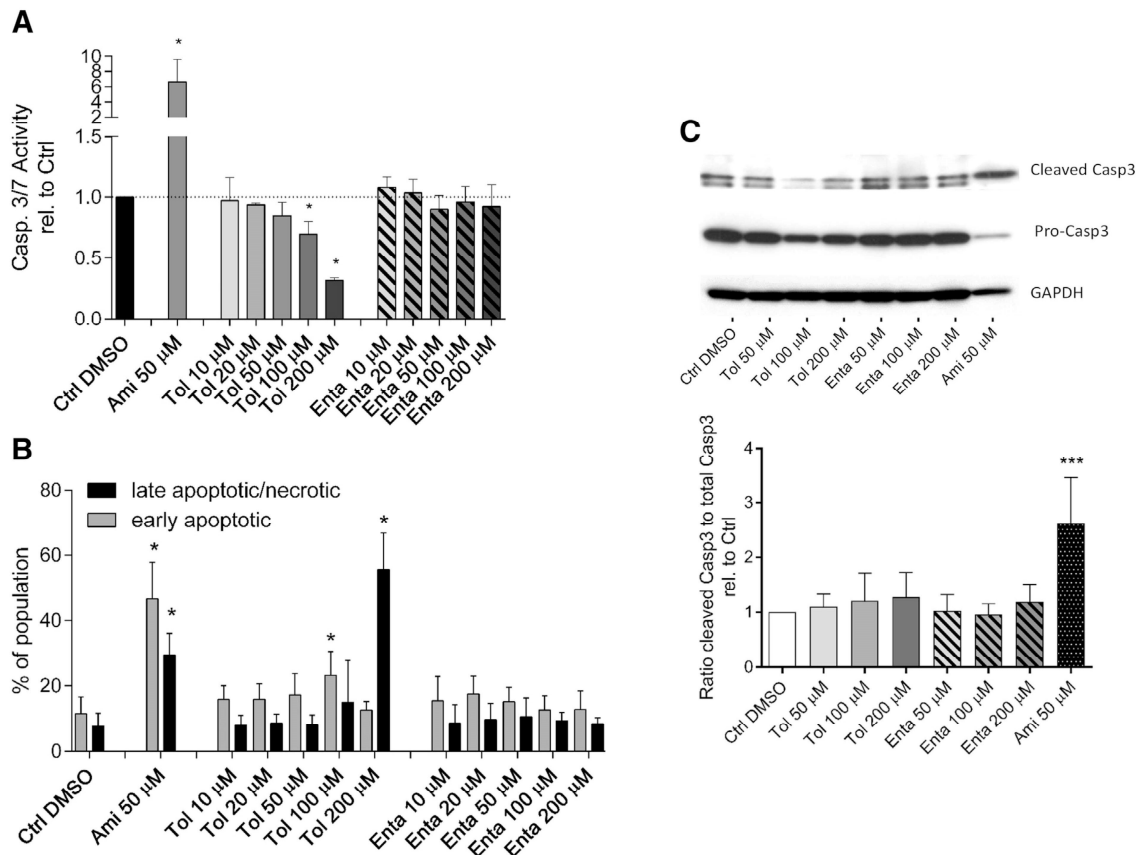 A
Casp. 3/7 Activity
rel. to Ctrl
10
8
6
4
2
1.5
1.0
0.5
0.0
*
*
*
Ctrl DMSO
Ami 50 µM
Tol 10 µM
Tol 20 µM
Tol 50 µM
Tol 100 µM
Tol 200 µM
Enta 10 µM
Enta 20 µM
Enta 50 µM
Enta 100 µM
Enta 200 µM
B
% of population
80
60
40
20
0
late apoptotic/necrotic
early apoptotic
*
*
*
*
Ctrl DMSO
Ami 50 µM
Tol 10 µM
Tol 20 µM
Tol 50 µM
Tol 100 µM
Tol 200 µM
Enta 10 µM
Enta 20 µM
Enta 50 µM
Enta 100 µM
Enta 200 µM
C
Cleaved Casp3
Pro-Casp3
GAPDH
Ctrl DMSO
Tol 50 µM
Tol 100 µM
Tol 200 µM
Enta 50 µM
Enta 100 µM
Enta 200 µM
Ami 50 µM
Ratio cleaved Casp3 to total Casp3
rel. to Ctrl
4
3
2
1
0
***
Ctrl DMSO
Tol 50 µM
Tol 100 µM
Tol 200 µM
Enta 50 µM
Enta 100 µM
Enta 200 µM
Ami 50 µM